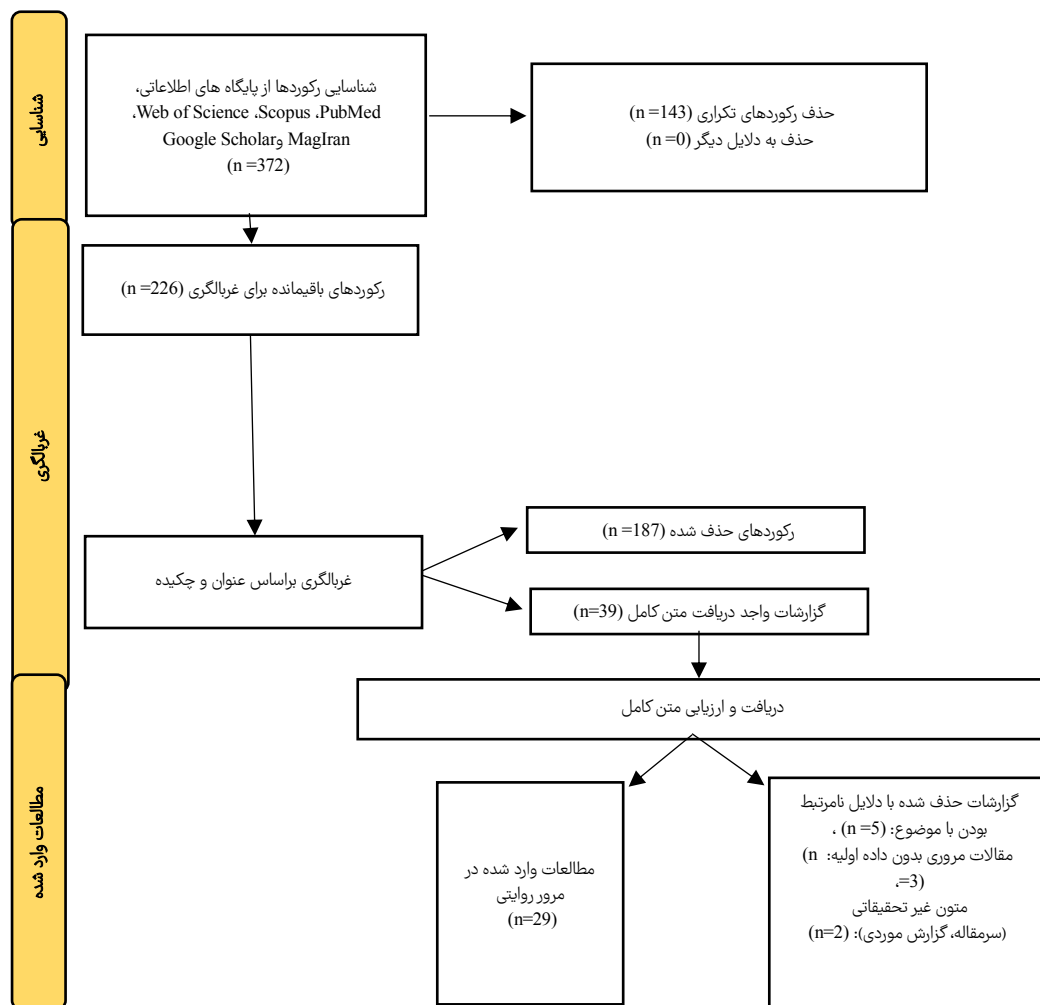 شناسایی
شناسایی رکوردها از پایگاه های اطلاعاتی،
Web of Science ،Scopus ،PubMed،
MagIran وGoogle Scholar
(n =372)
حذف رکوردهای تکراری (n =143)
حذف به دلایل دیگر (n =0)
غربالگری
رکوردهای باقیمانده برای غربالگری (n =226)
غربالگری براساس عنوان و چکیده
رکوردهای حذف شده (n =187)
گزارشات واجد دریافت متن کامل (n=39)
مطالعات وارد شده
دریافت و ارزیابی متن کامل
مطالعات وارد شده در
مرور روایتی
(n=29)
گزارشات حذف شده با دلایل نامرتبط
بودن با موضوع: (n =5) ،
مقالات مروری بدون داده اولیه: (n
=3)،
متون غیر تحقیقاتی
(سرمقاله، گزارش موردی): (n=2)